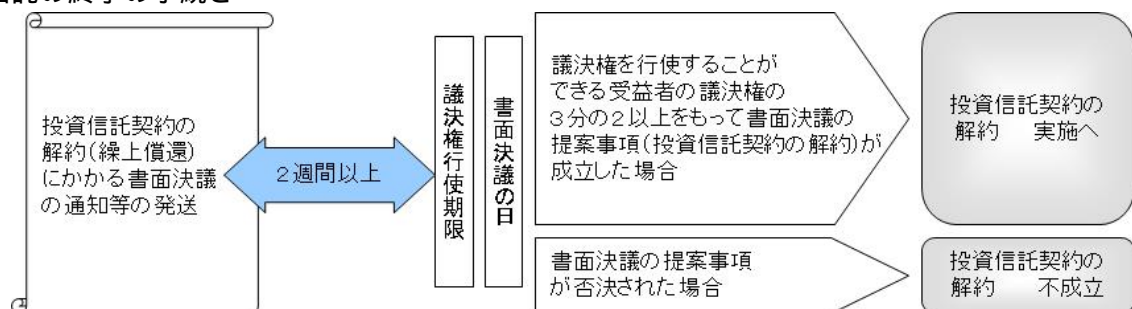 投資信託契約の
解約(繰上償還)
にかかる書面決議
の通知等の発送
２週間以上
議決権行使期限
書面決議の日
議決権を行使することが
できる受益者の議決権の
３分の２以上をもって書面決議の
提案事項(投資信託契約の解約)が
成立した場合
投資信託契約の
解約　実施へ
書面決議の提案事項
が否決された場合
投資信託契約の
解約　不成立